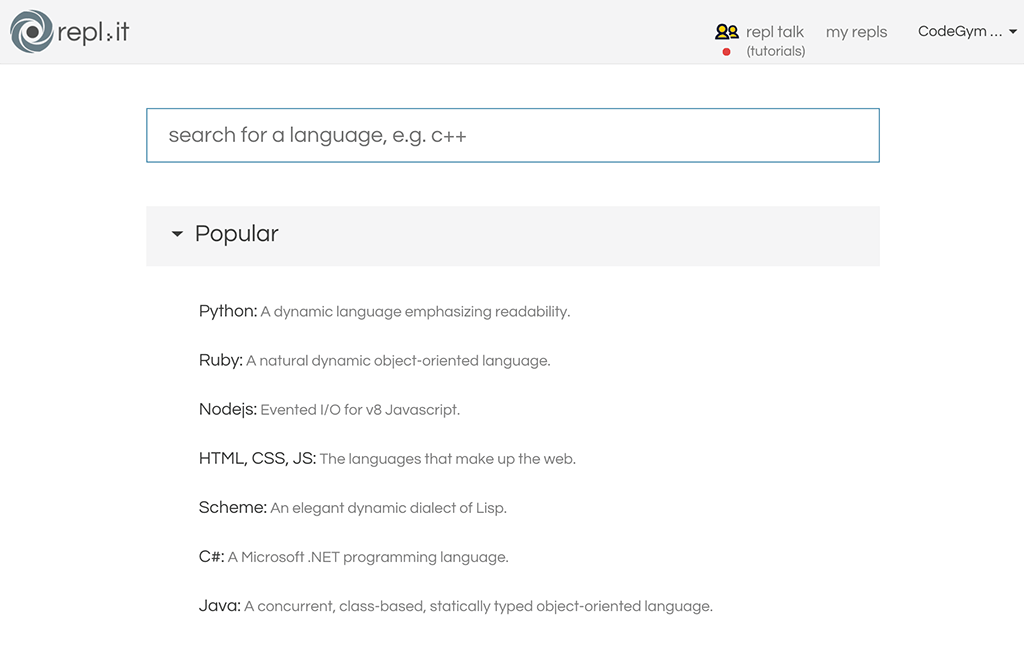 repl.it
repl talk
(tutorials)
my repls
CodeGym ...
search for a language, e.g. c++
Popular
Python: A dynamic language emphasizing readability.
Ruby: A natural dynamic object-oriented language.
Nodejs: Evented I/O for v8 Javascript.
HTML, CSS, JS: The languages that make up the web.
Scheme: An elegant dynamic dialect of Lisp.
C#: A Microsoft .NET programming language.
Java: A concurrent, class-based, statically typed object-oriented language.